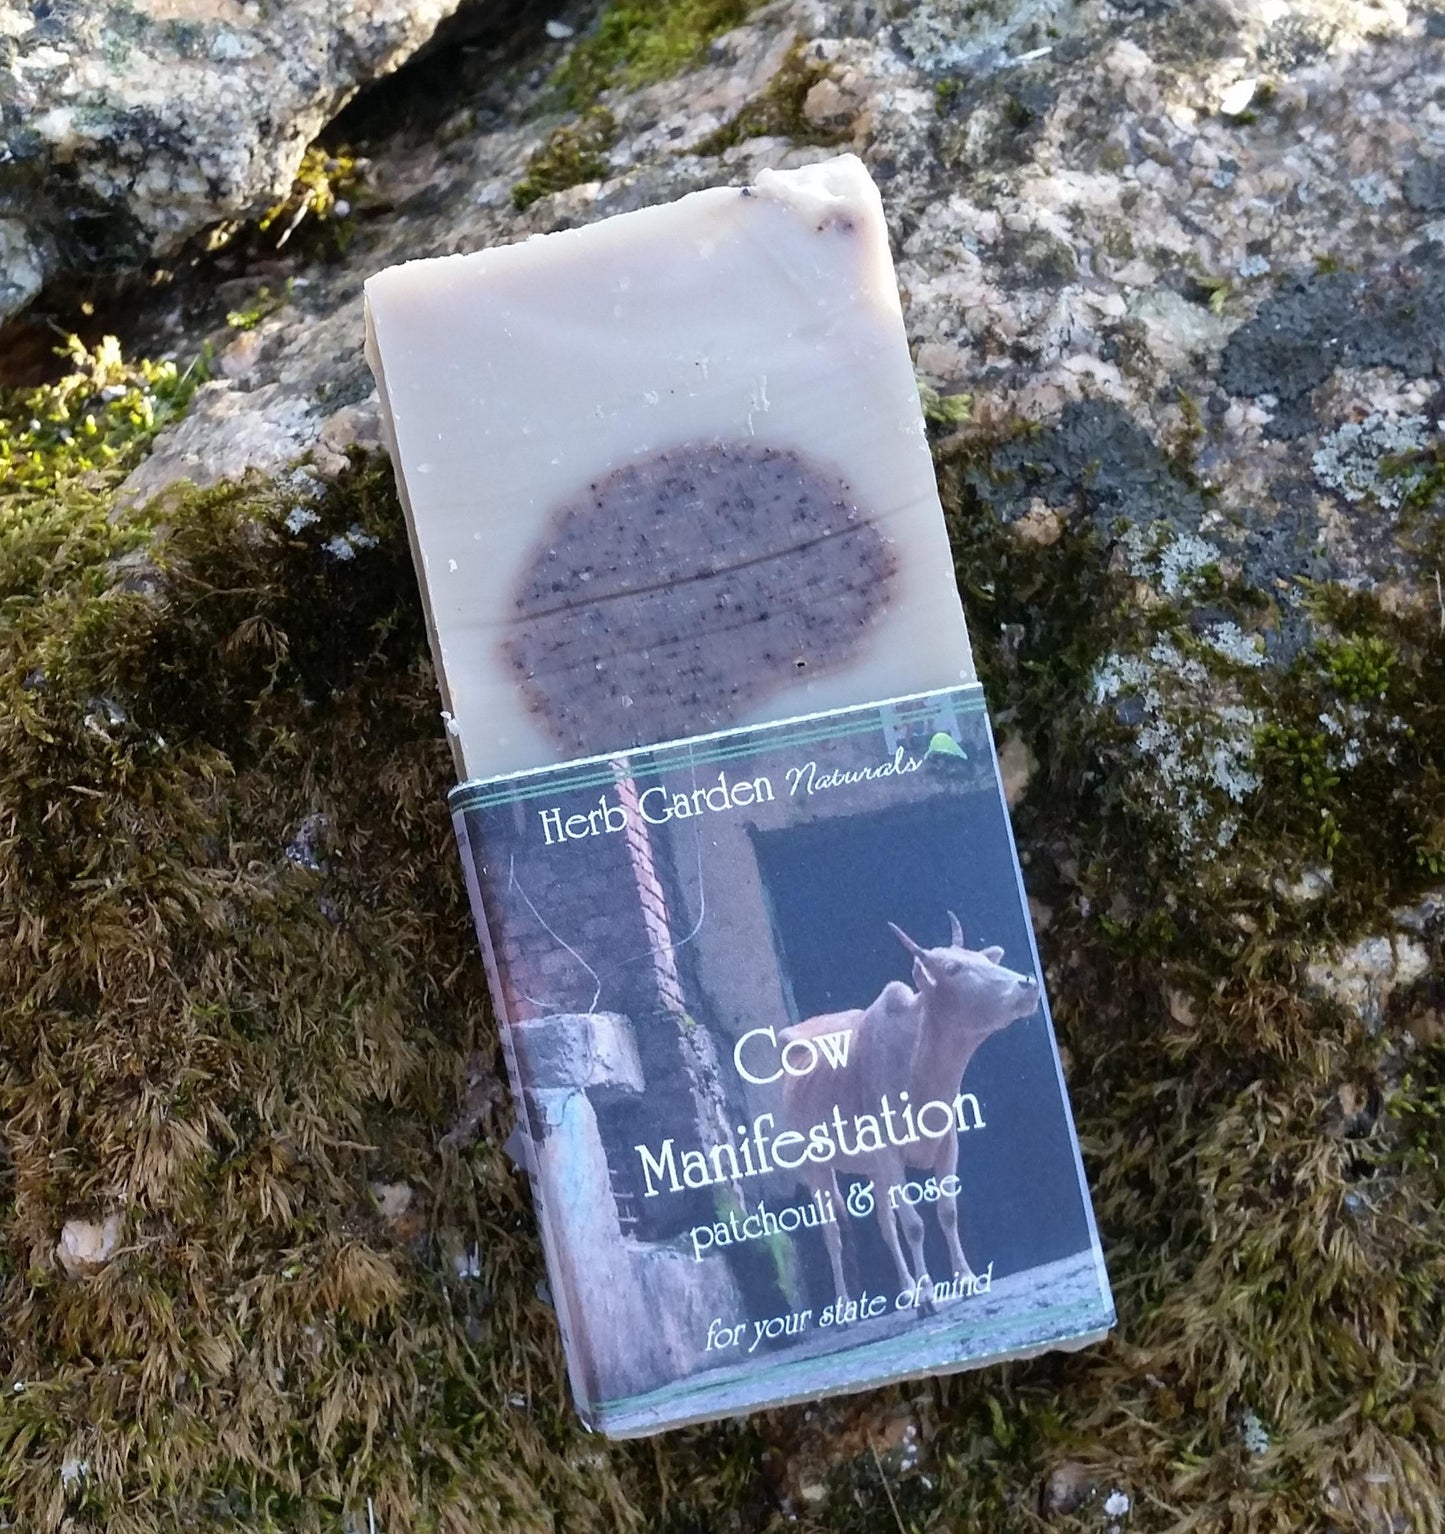 Herb Garden Naturals
Cow
Manifestation
patchouli & rose
for your state of mind